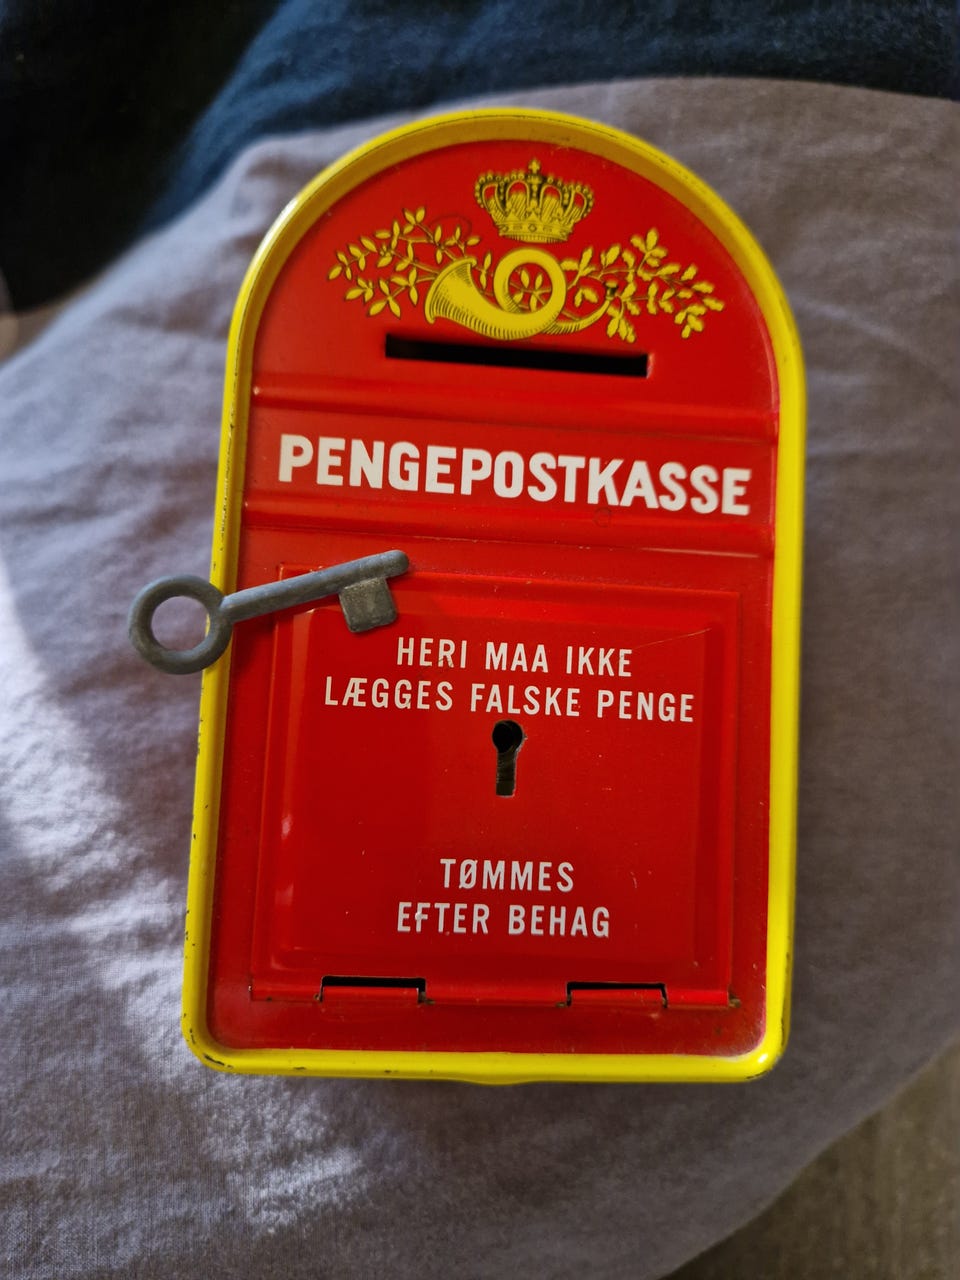 PENGEPOSTKASSE
HERI MAA IKKE
LÆGGES FALSKE PENGE
TØMMES
EFTER BEHAG